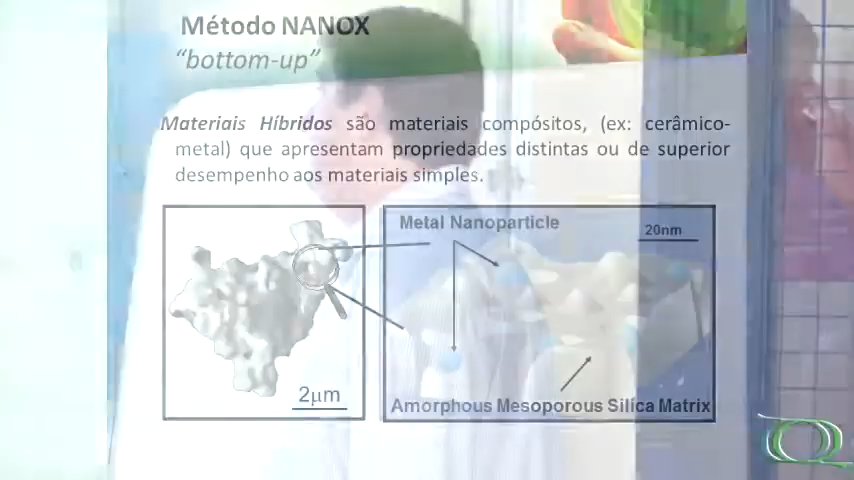 Método NANOX
“bottom-up”
Materiais Híbridos são materiais compósitos, (ex: cerâmico-
metal) que apresentam propriedades distintas ou de superior
desempenho aos materiais simples.
Metal Nanoparticle
20nm
2μm
Amorphous Mesoporous Silica Matrix